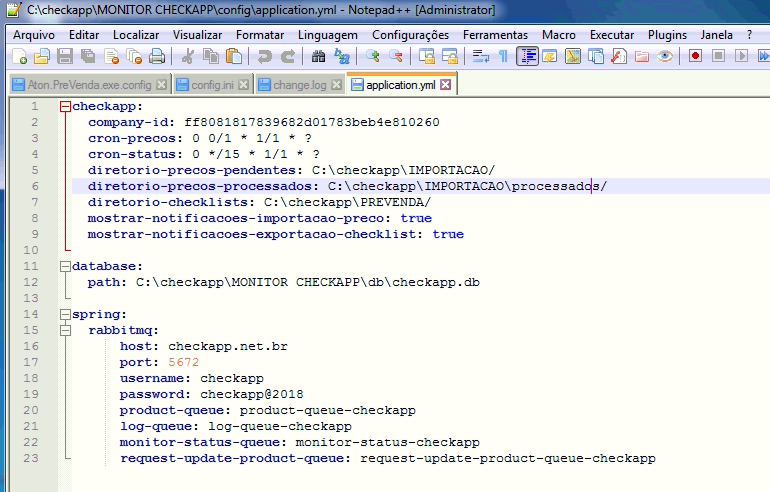 C:\checkapp\MONITOR CHECKAPP\config\application.yml - Notepad++ [Administrator]
Arquivo Editar Localizar Visualizar Formatar Linguagem Configurações Ferramentas Macro Executar Plugins Janela ?
Aton.PreVenda.exe.config config.ini change.log application.yml
1 checkapp:
2 company-id: ff8081817839682d01783beb4e810260
3 cron-precos: 0 0/1 * 1/1 * ?
4 cron-status: 0 */15 * 1/1 * ?
5 diretorio-precos-pendentes: C:\checkapp\IMPORTACAO/
6 diretorio-precos-processados: C:\checkapp\IMPORTACAO\processados/
7 diretorio-checklists: C:\checkapp\PREVENDA/
8 mostrar-notificacoes-importacao-preco: true
9 mostrar-notificacoes-exportacao-checklist: true
10
11 database:
12 path: C:\checkapp\MONITOR CHECKAPP\db\checkapp.db
13
14 spring:
15 rabbitmq:
16 host: checkapp.net.br
17 port: 5672
18 username: checkapp
19 password: checkapp@2018
20 product-queue: product-queue-checkapp
21 log-queue: log-queue-checkapp
22 monitor-status-queue: monitor-status-checkapp
23 request-update-product-queue: request-update-product-queue-checkapp